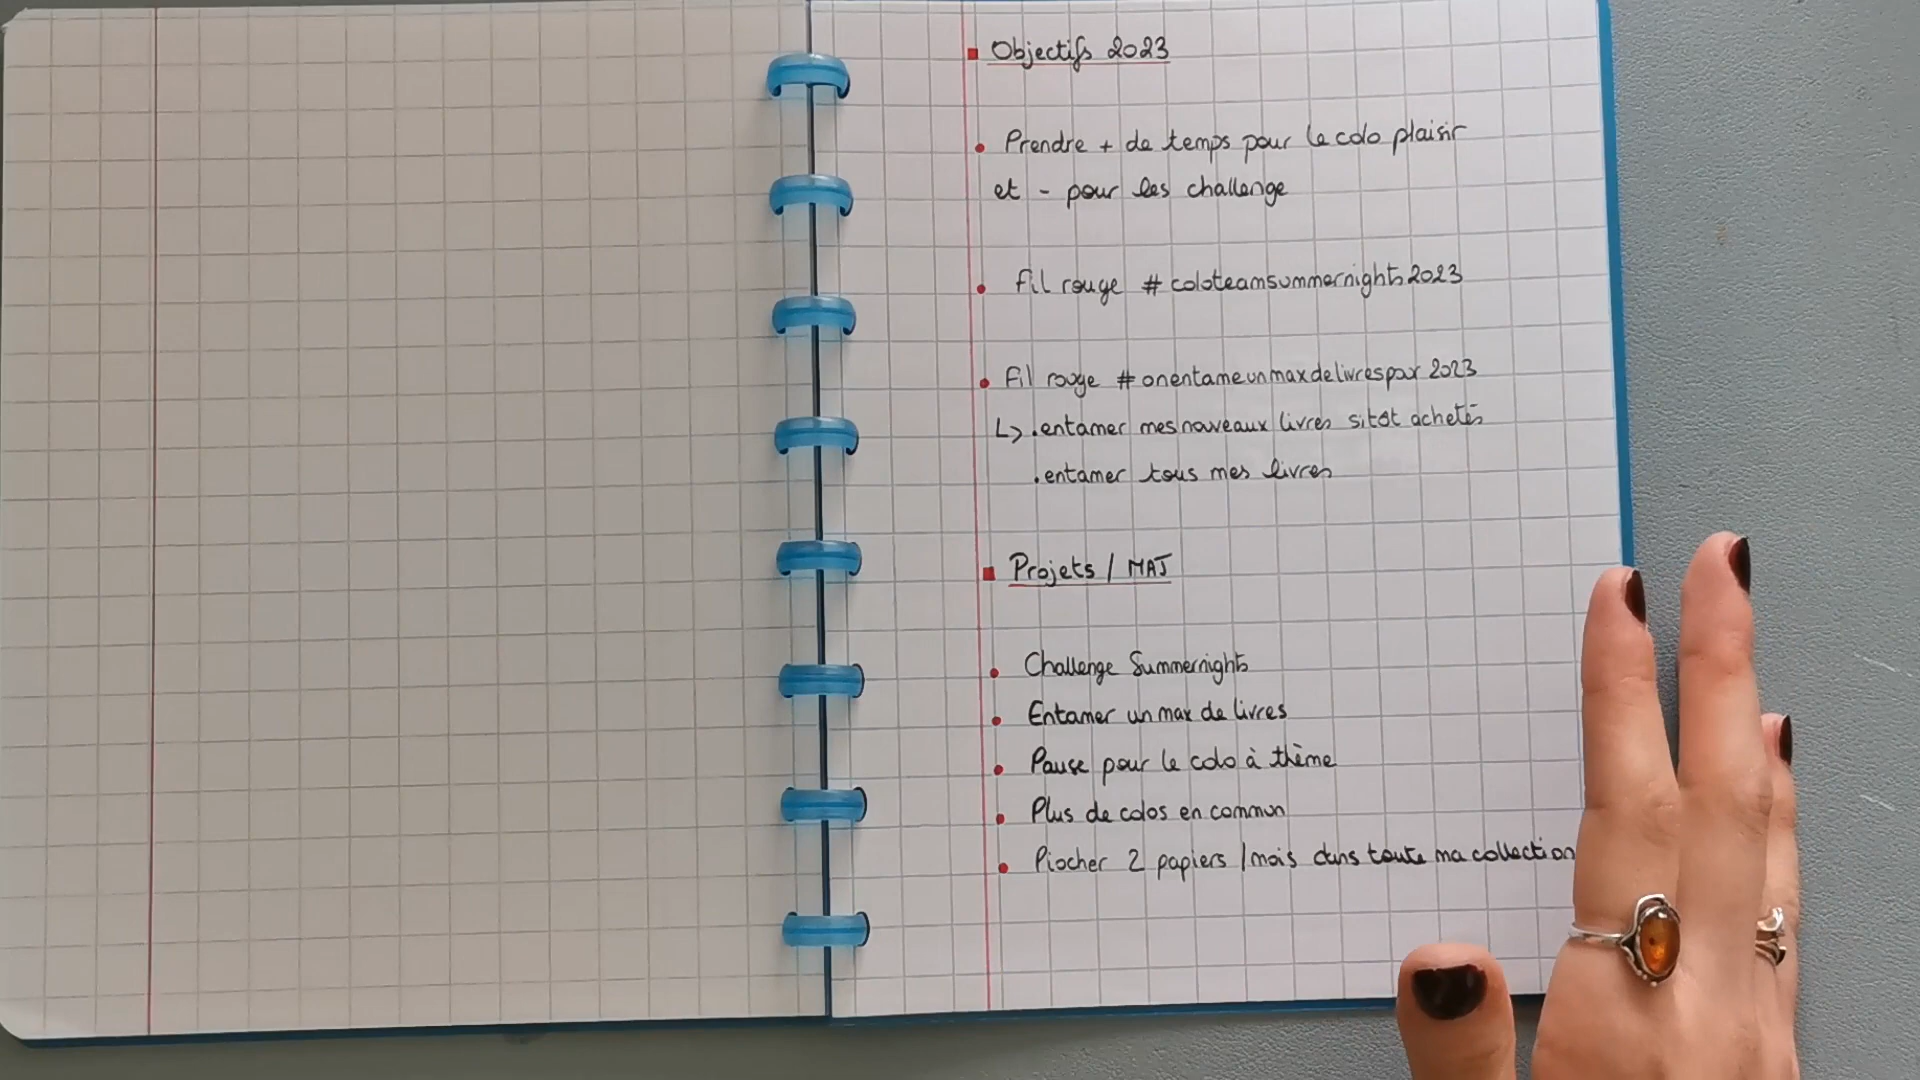 Objectifs 2023
Prendre + de temps pour le colo plaisir
et - pour les challenge
Fil rouge #coloteamsummernights2023
Fil rouge #onentameunmaxdelivrespour2023
↳ .entamer mes nouveaux livres sitôt achetés
.entamer tous mes livres
Projets / MAJ
Challenge Summernights
Entamer un max de livres
Pause pour le colo à thème
Plus de colos en commun
Piocher 2 papiers /mois dans toute ma collection